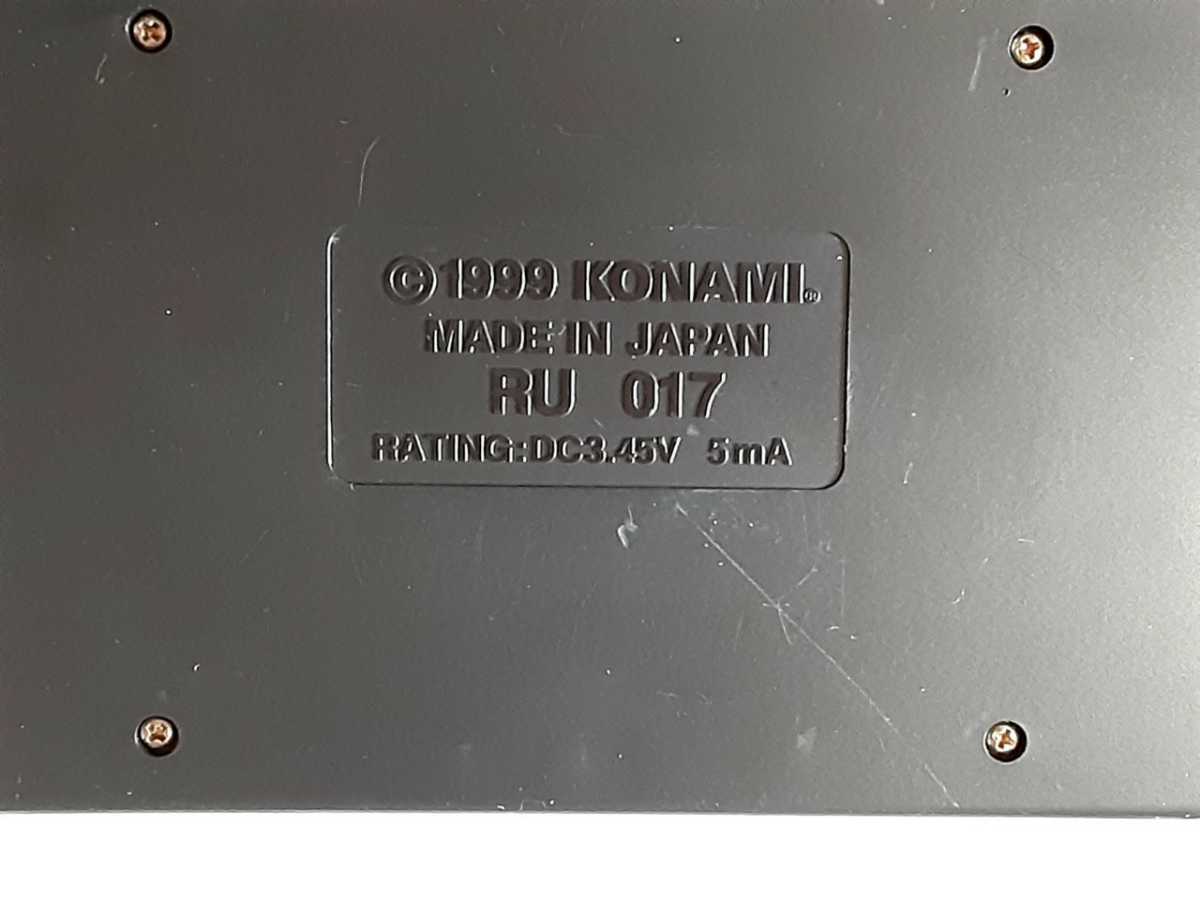 ©1999 KONAMI®
MADE IN JAPAN
RU 017
RATING:DC3.45V 5mA